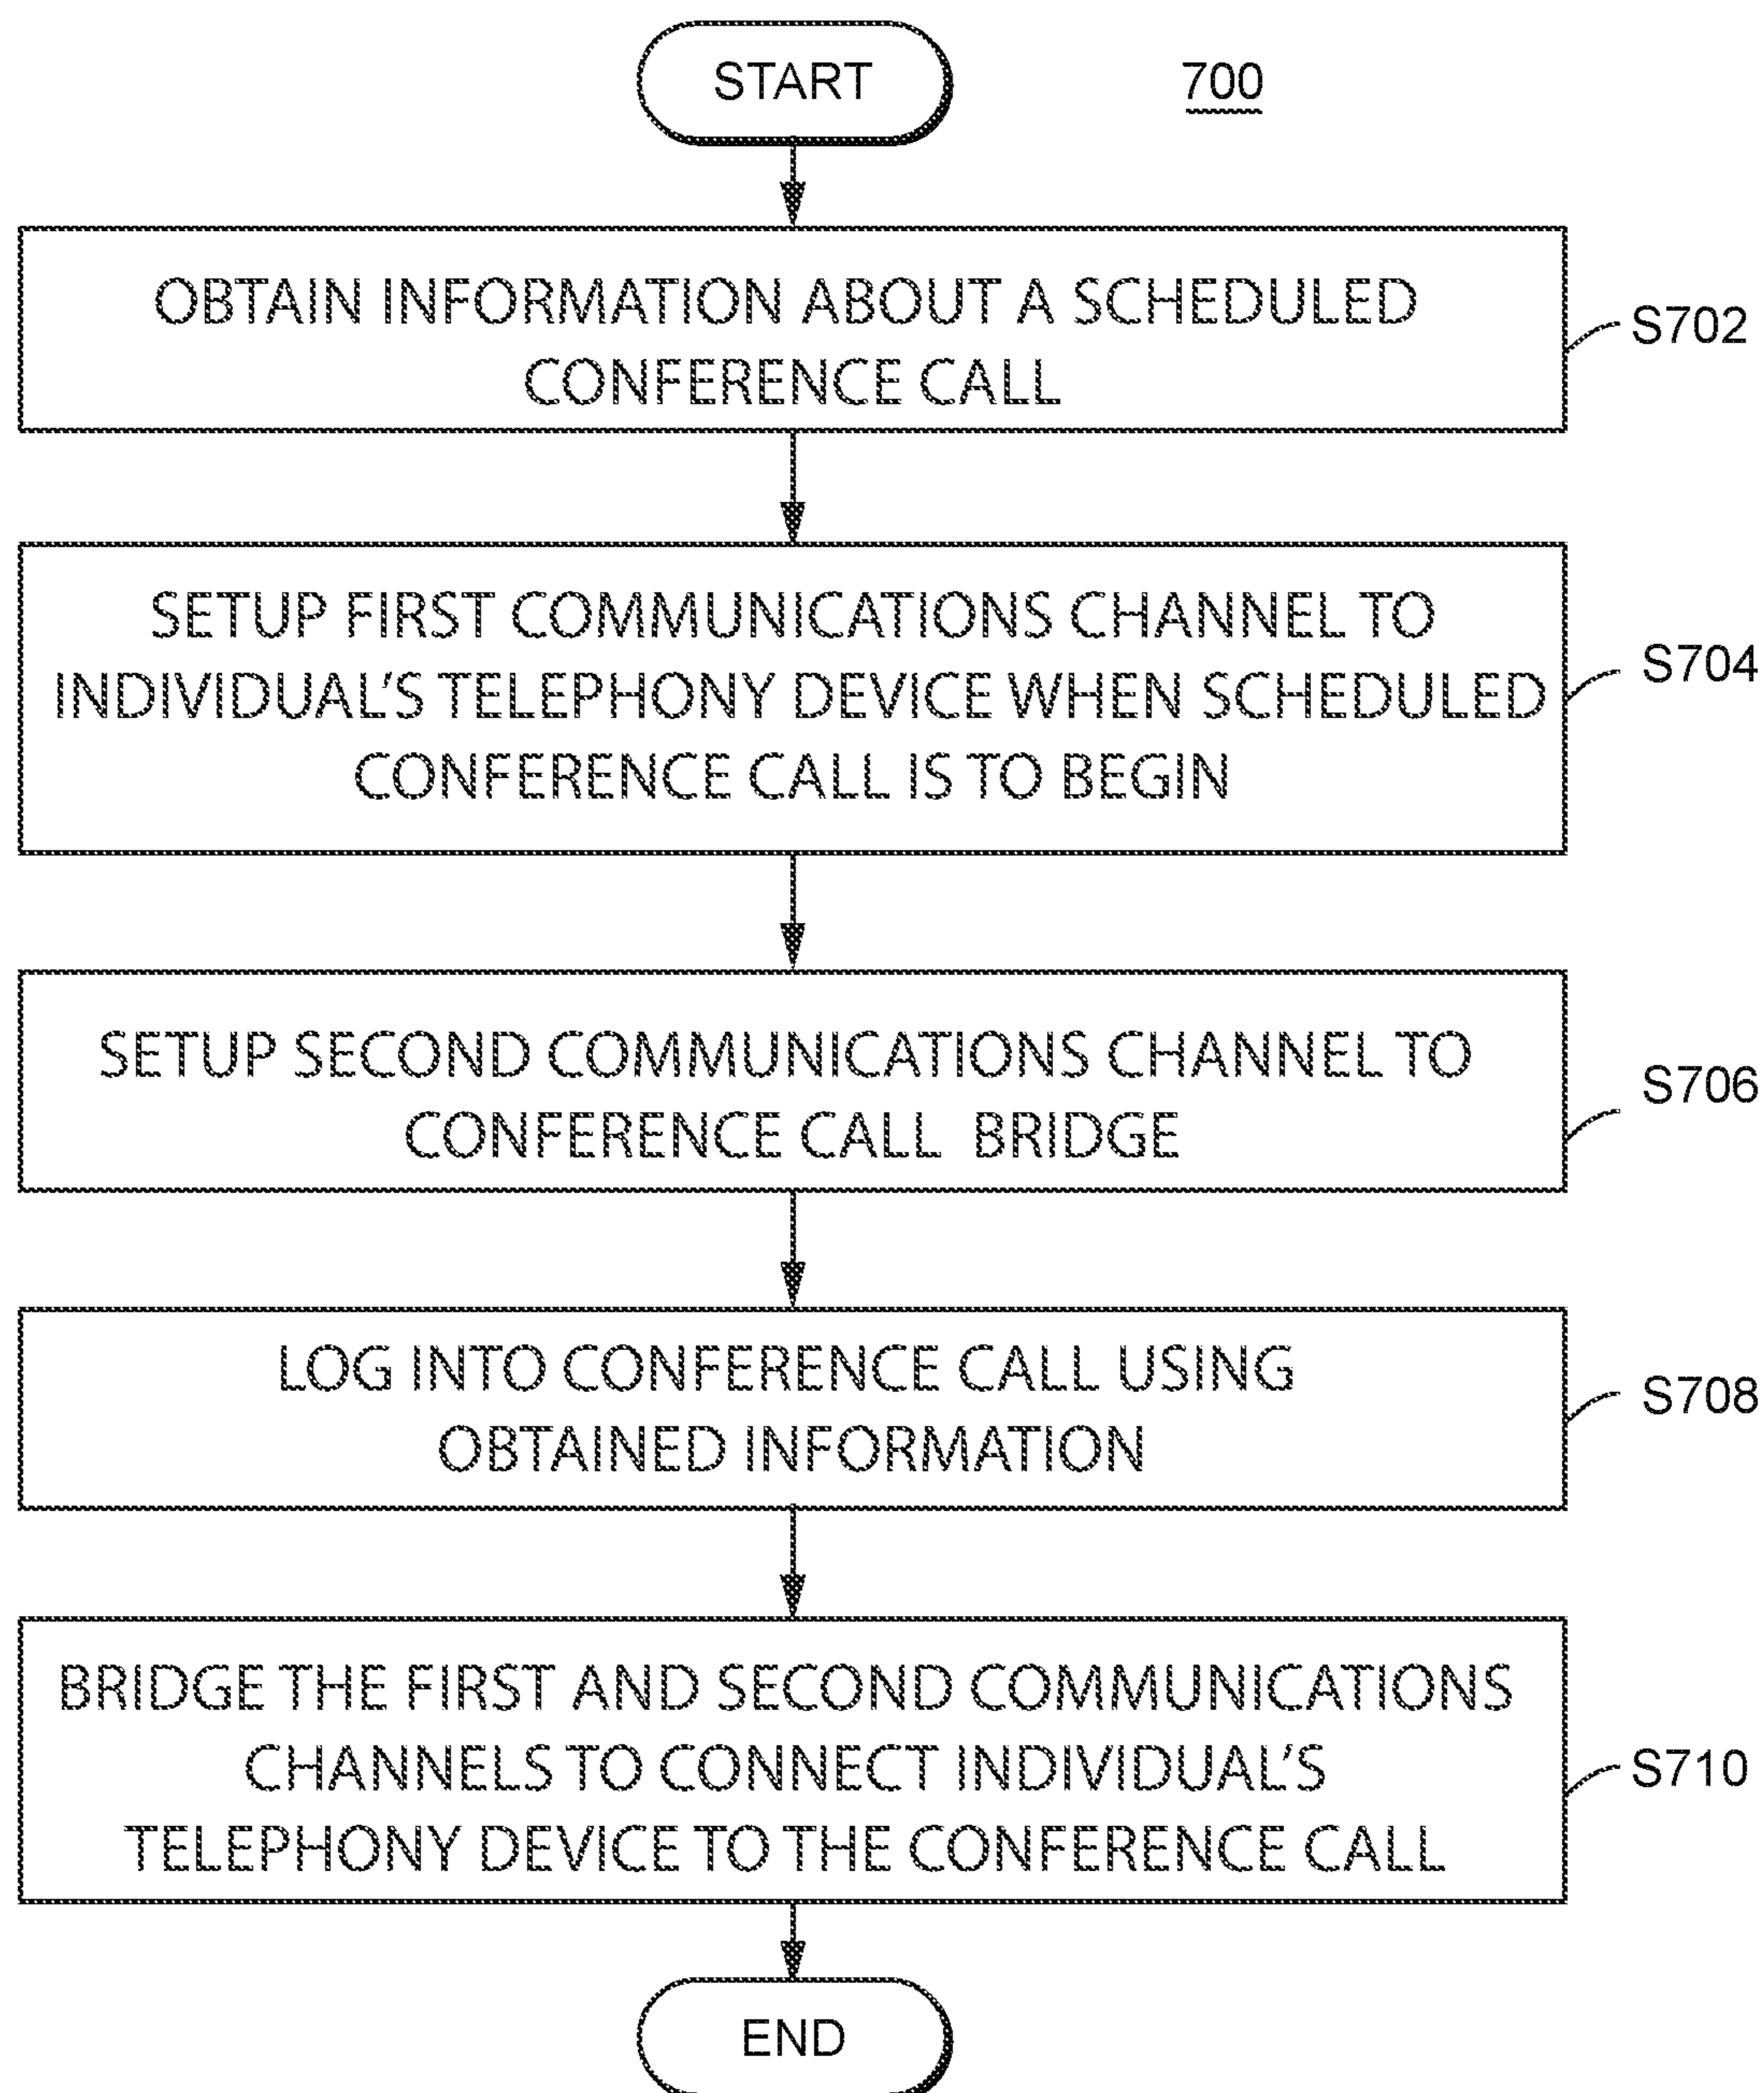 START
700
OBTAIN INFORMATION ABOUT A SCHEDULED
CONFERENCE CALL
S702
SETUP FIRST COMMUNICATIONS CHANNEL TO
INDIVIDUAL'S TELEPHONY DEVICE WHEN SCHEDULED
CONFERENCE CALL IS TO BEGIN
S704
SETUP SECOND COMMUNICATIONS CHANNEL TO
CONFERENCE CALL BRIDGE
S706
LOG INTO CONFERENCE CALL USING
OBTAINED INFORMATION
S708
BRIDGE THE FIRST AND SECOND COMMUNICATIONS
CHANNELS TO CONNECT INDIVIDUAL'S
TELEPHONY DEVICE TO THE CONFERENCE CALL
S710
END